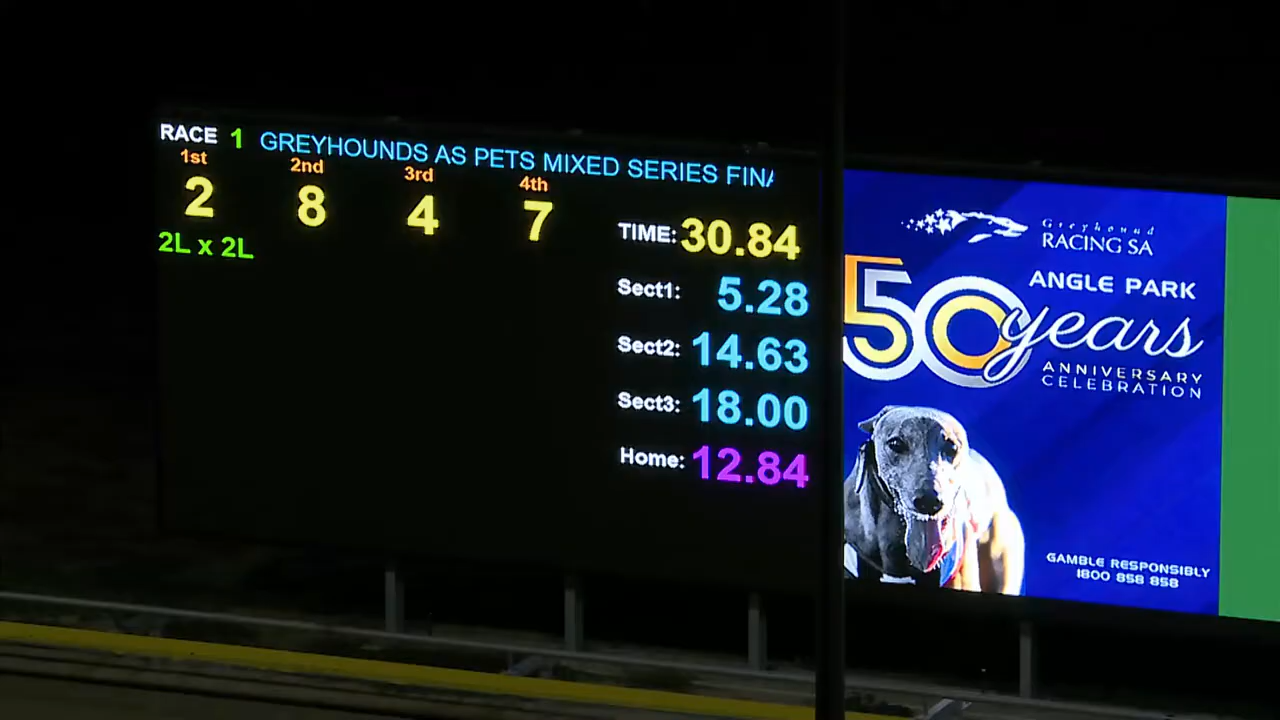 RACE 1 GREYHOUNDS AS PETS MIXED SERIES FINA
1st 2nd 3rd 4th
2 8 4 7
2L x 2L
TIME: 30.84
Sect1: 5.28
Sect2: 14.63
Sect3: 18.00
Home: 12.84
Greyhound
RACING SA
ANGLE PARK
50 years
ANNIVERSARY
CELEBRATION
GAMBLE RESPONSIBLY
1800 858 858